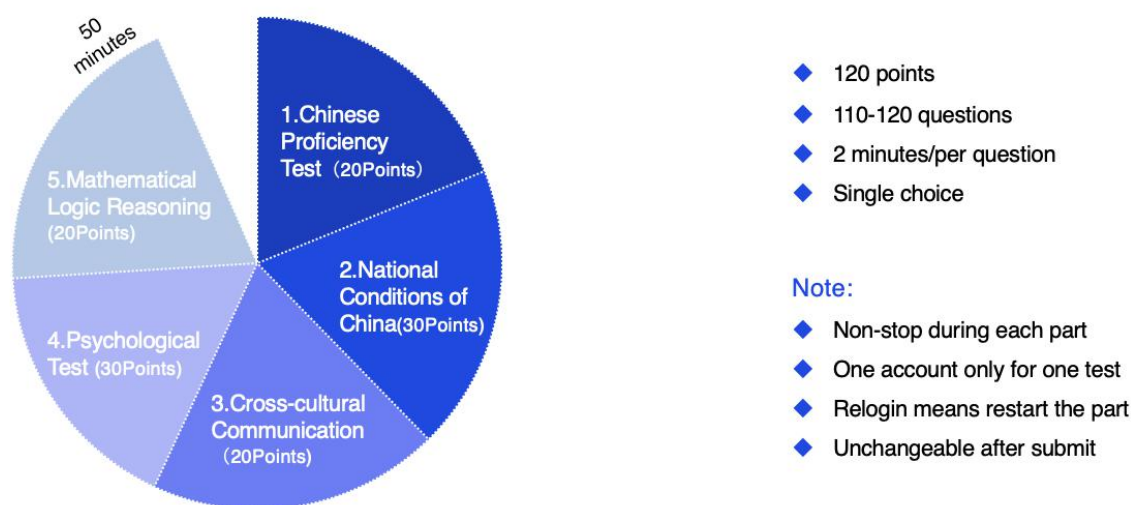 50
minutes
1.Chinese
Proficiency
Test（20Points）
2.National
Conditions of
China(30Points)
3.Cross-cultural
Communication
（20Points）
4.Psychological
Test (30Points)
5.Mathematical
Logic Reasoning
(20Points)
120 points
110-120 questions
2 minutes/per question
Single choice
Note:
Non-stop during each part
One account only for one test
Relogin means restart the part
Unchangeable after submit